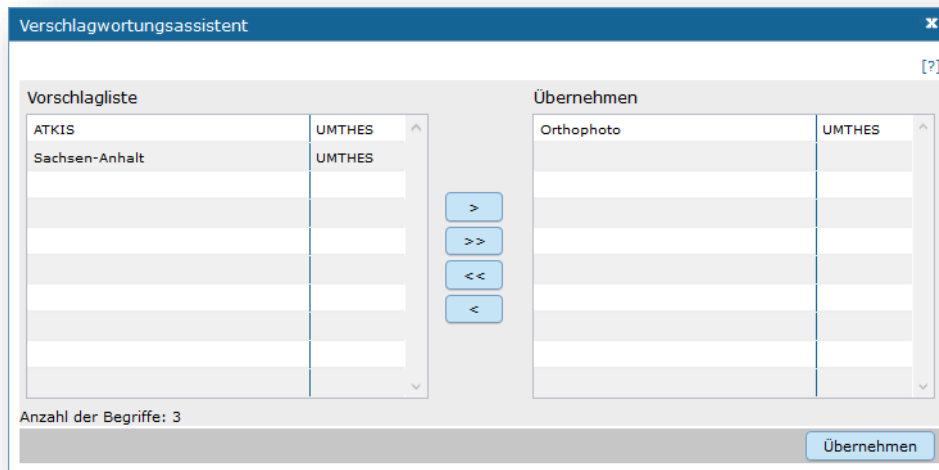 Verschlagwortungsassistent x
[?]
Vorschlagliste
ATKIS UMTHES
Sachsen-Anhalt UMTHES
>
>>
<<
<
Übernehmen
Orthophoto UMTHES
Anzahl der Begriffe: 3
Übernehmen